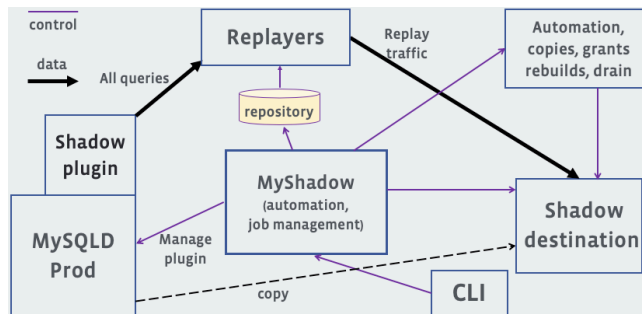 control
data
All queries
Replayers
Replay
traffic
Automation,
copies, grants
rebuilds, drain
repository
Shadow
plugin
MyShadow
(automation,
job management)
MySQLD
Prod
Manage
plugin
Shadow
destination
copy
CLI